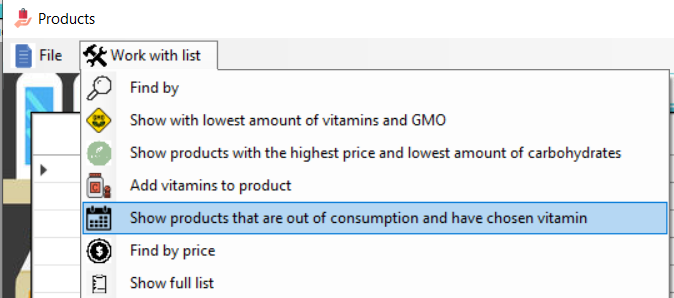 Products
File
Work with list
Find by
Show with lowest amount of vitamins and GMO
Show products with the highest price and lowest amount of carbohydrates
Add vitamins to product
Show products that are out of consumption and have chosen vitamin
Find by price
Show full list